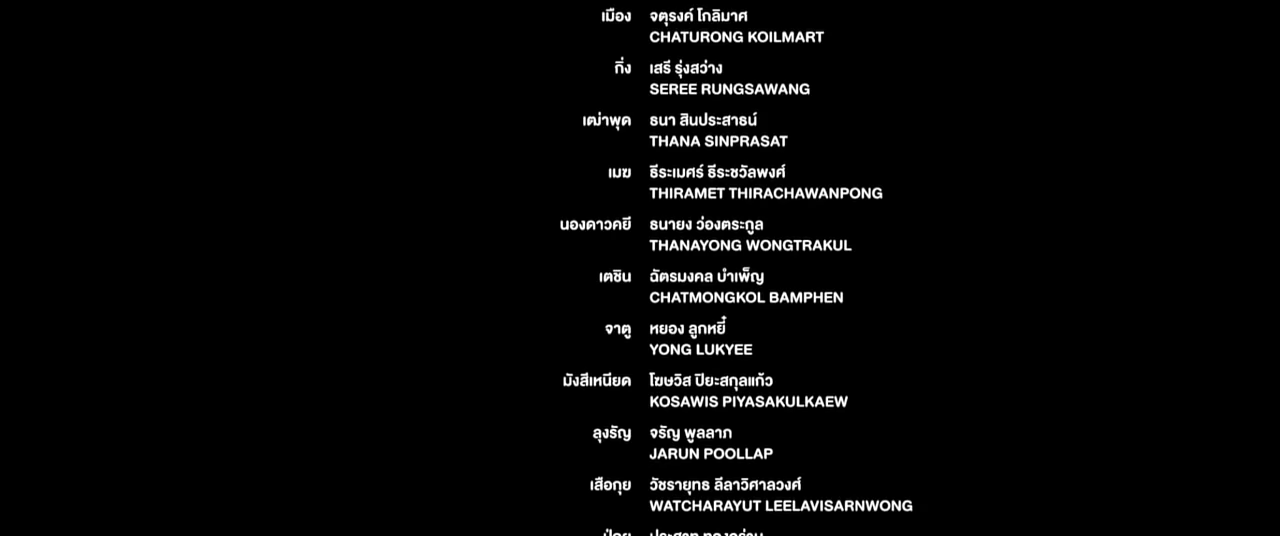 เมือง จตุรงค์ โกลิมาศ
CHATURONG KOILMART
กิ่ง เสรี รุ่งสว่าง
SEREE RUNGSAWANG
เฒ่าพุด ธนา สินประสาธน์
THANA SINPRASAT
เมฆ ธีระเมศร์ ธีระชวัลพงศ์
THIRAMET THIRACHAWANPONG
นองดาวคยี ธนายง ว่องตระกูล
THANAYONG WONGTRAKUL
เตชิน ฉัตรมงคล บำเพ็ญ
CHATMONGKOL BAMPHEN
จาตู หยอง ลูกหยี๋
YONG LUKYEE
มังสีเหนียด โฆษวิส ปิยะสกุลแก้ว
KOSAWIS PIYASAKULKAEW
ลุงรัญ จรัญ พูลลาภ
JARUN POOLLAP
เสือกุย วัชรายุทธ ลีลาวิศาลวงศ์
WATCHARAYUT LEELAVISARNWONG